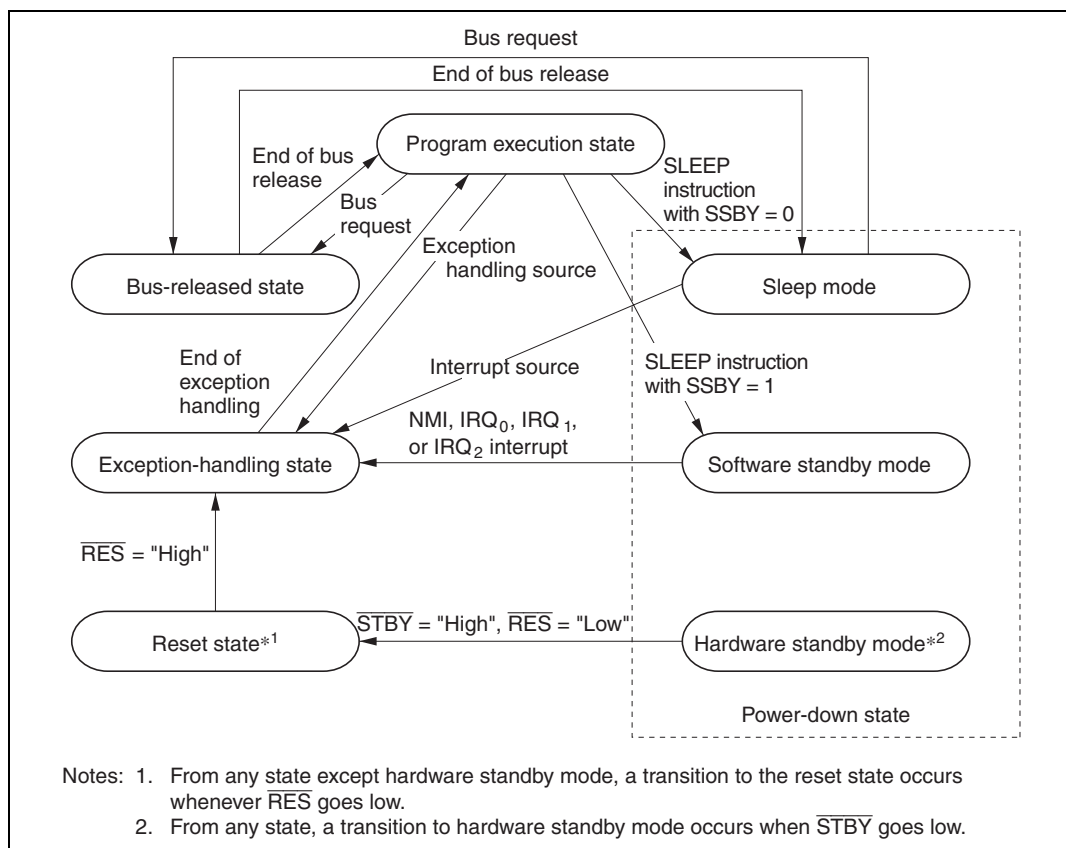 Bus request
End of bus release
Program execution state
End of bus
release
Bus
request
SLEEP
instruction
with SSBY = 0
Exception
handling source
Bus-released state
Sleep mode
End of
exception
handling
Interrupt source
SLEEP instruction
with SSBY = 1
NMI, IRQ0, IRQ1,
or IRQ2 interrupt
Exception-handling state
Software standby mode
R̅E̅S̅ = "High"
S̅T̅B̅Y̅ = "High", R̅E̅S̅ = "Low"
Reset state*1
Hardware standby mode*2
Power-down state
Notes: 1. From any state except hardware standby mode, a transition to the reset state occurs
whenever R̅E̅S̅ goes low.
2. From any state, a transition to hardware standby mode occurs when S̅T̅B̅Y̅ goes low.